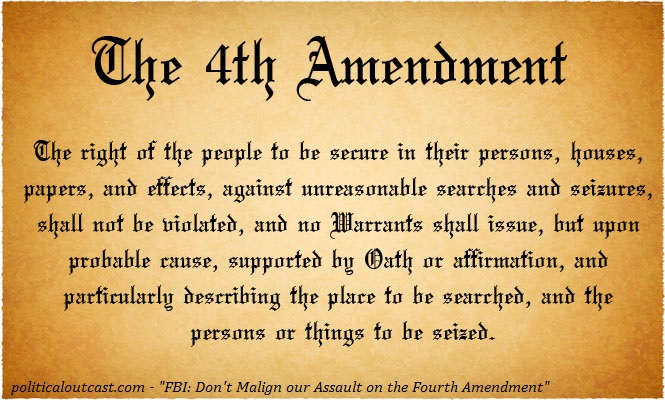 The 4th Amendment
The right of the people to be secure in their persons, houses,
papers, and effects, against unreasonable searches and seizures,
shall not be violated, and no Warrants shall issue, but upon
probable cause, supported by Oath or affirmation, and
particularly describing the place to be searched, and the
persons or things to be seized.
politicaloutcast.com - "FBI: Don't Malign our Assault on the Fourth Amendment"